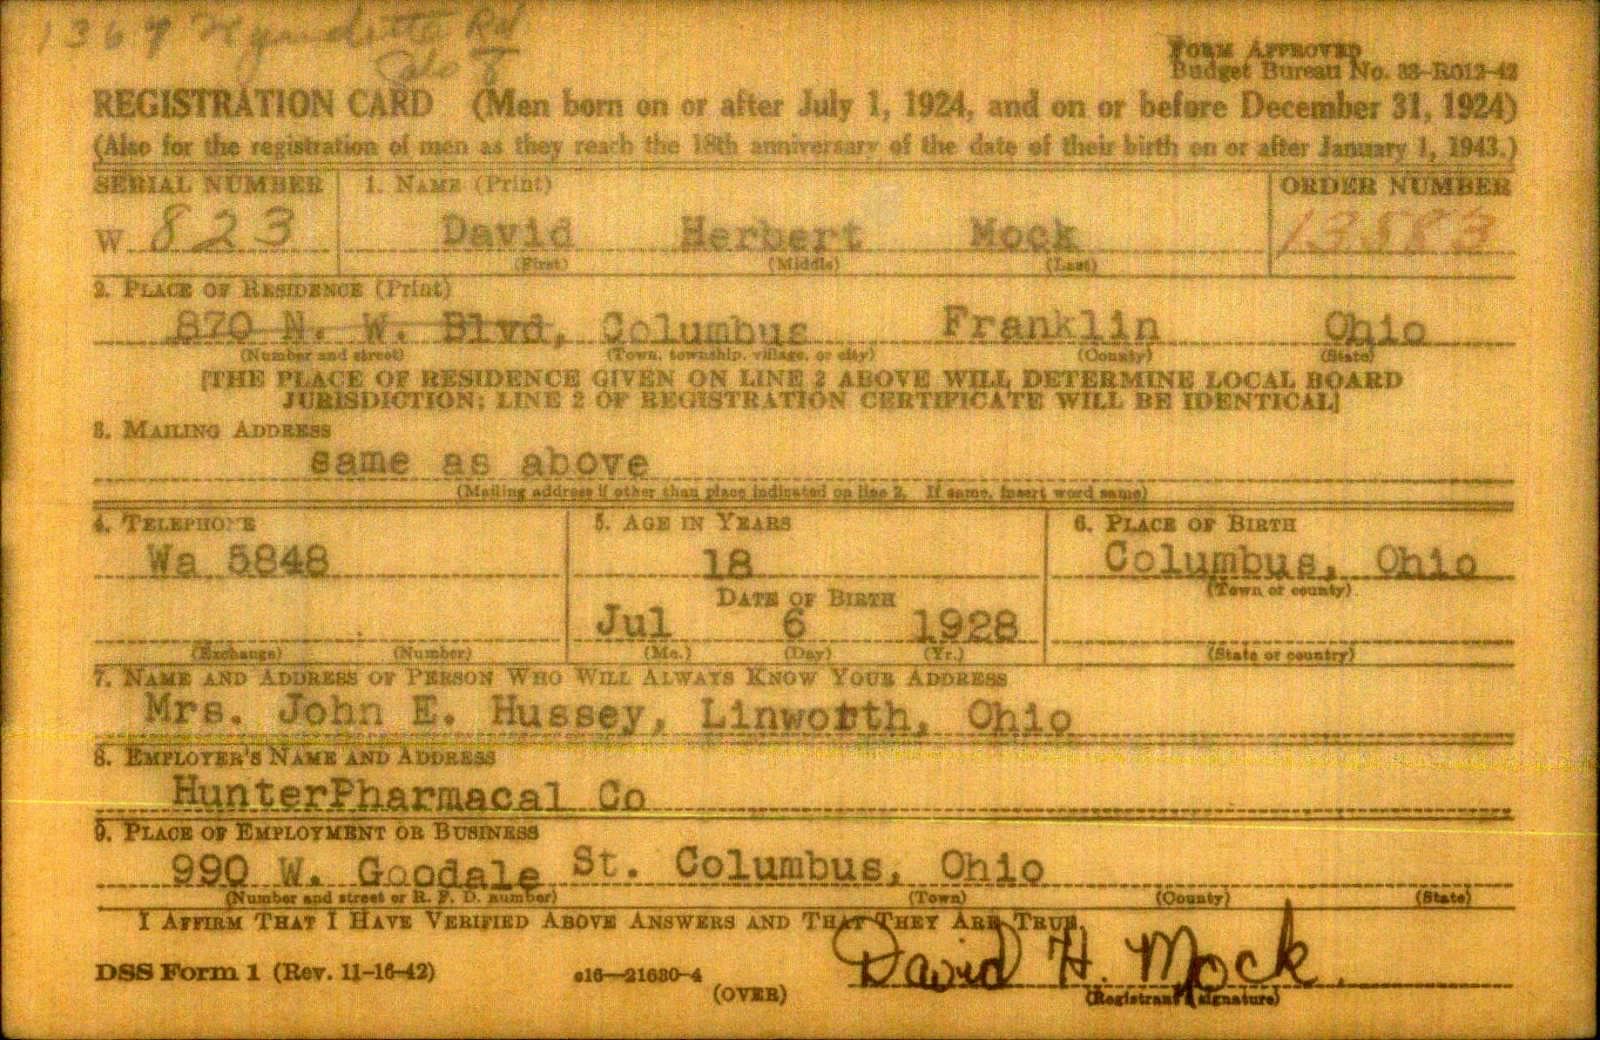 1369
Rd
FORM APPROVED
Budget Bureau No. 33-R012-42
REGISTRATION CARD (Men born on or after July 1, 1924, and on or before December 31, 1924)
(Also for the registration of men as they reach the 18th anniversary of the date of their birth on or after January 1, 1943.)
SERIAL NUMBER 1. NAME (Print) ORDER NUMBER
W 823 David Herbert Mock 13583
(First) (Middle) (Last)
2. PLACE OF RESIDENCE (Print)
870 N. W. Blvd, Columbus Franklin Ohio
(Number and street) (Town, township, village, or city) (County) (State)
[THE PLACE OF RESIDENCE GIVEN ON LINE 2 ABOVE WILL DETERMINE LOCAL BOARD
JURISDICTION; LINE 2 OF REGISTRATION CERTIFICATE WILL BE IDENTICAL]
3. MAILING ADDRESS
same as above
(Mailing address if other than place indicated on line 2. If same, insert word same)
4. TELEPHONE 5. AGE IN YEARS 6. PLACE OF BIRTH
Wa 5848 18 Columbus, Ohio
DATE OF BIRTH (Town or county)
Jul 6 1928
(Exchange) (Number) (Mo.) (Day) (Yr.) (State or country)
7. NAME AND ADDRESS OF PERSON WHO WILL ALWAYS KNOW YOUR ADDRESS
Mrs. John E. Hussey, Linworth, Ohio
8. EMPLOYER'S NAME AND ADDRESS
HunterPharmacal Co
9. PLACE OF EMPLOYMENT OR BUSINESS
990 W. Goodale St. Columbus, Ohio
(Number and street or R. F. D. number) (Town) (County) (State)
I AFFIRM THAT I HAVE VERIFIED ABOVE ANSWERS AND THAT THEY ARE TRUE.
David H. Mock
DSS Form 1 (Rev. 11-16-42) c16—21630-4
(OVER) (Registrant's signature)